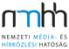 nmhh
NEMZETI MÉDIA- ÉS
HÍRKÖZLÉSI HATÓSÁG